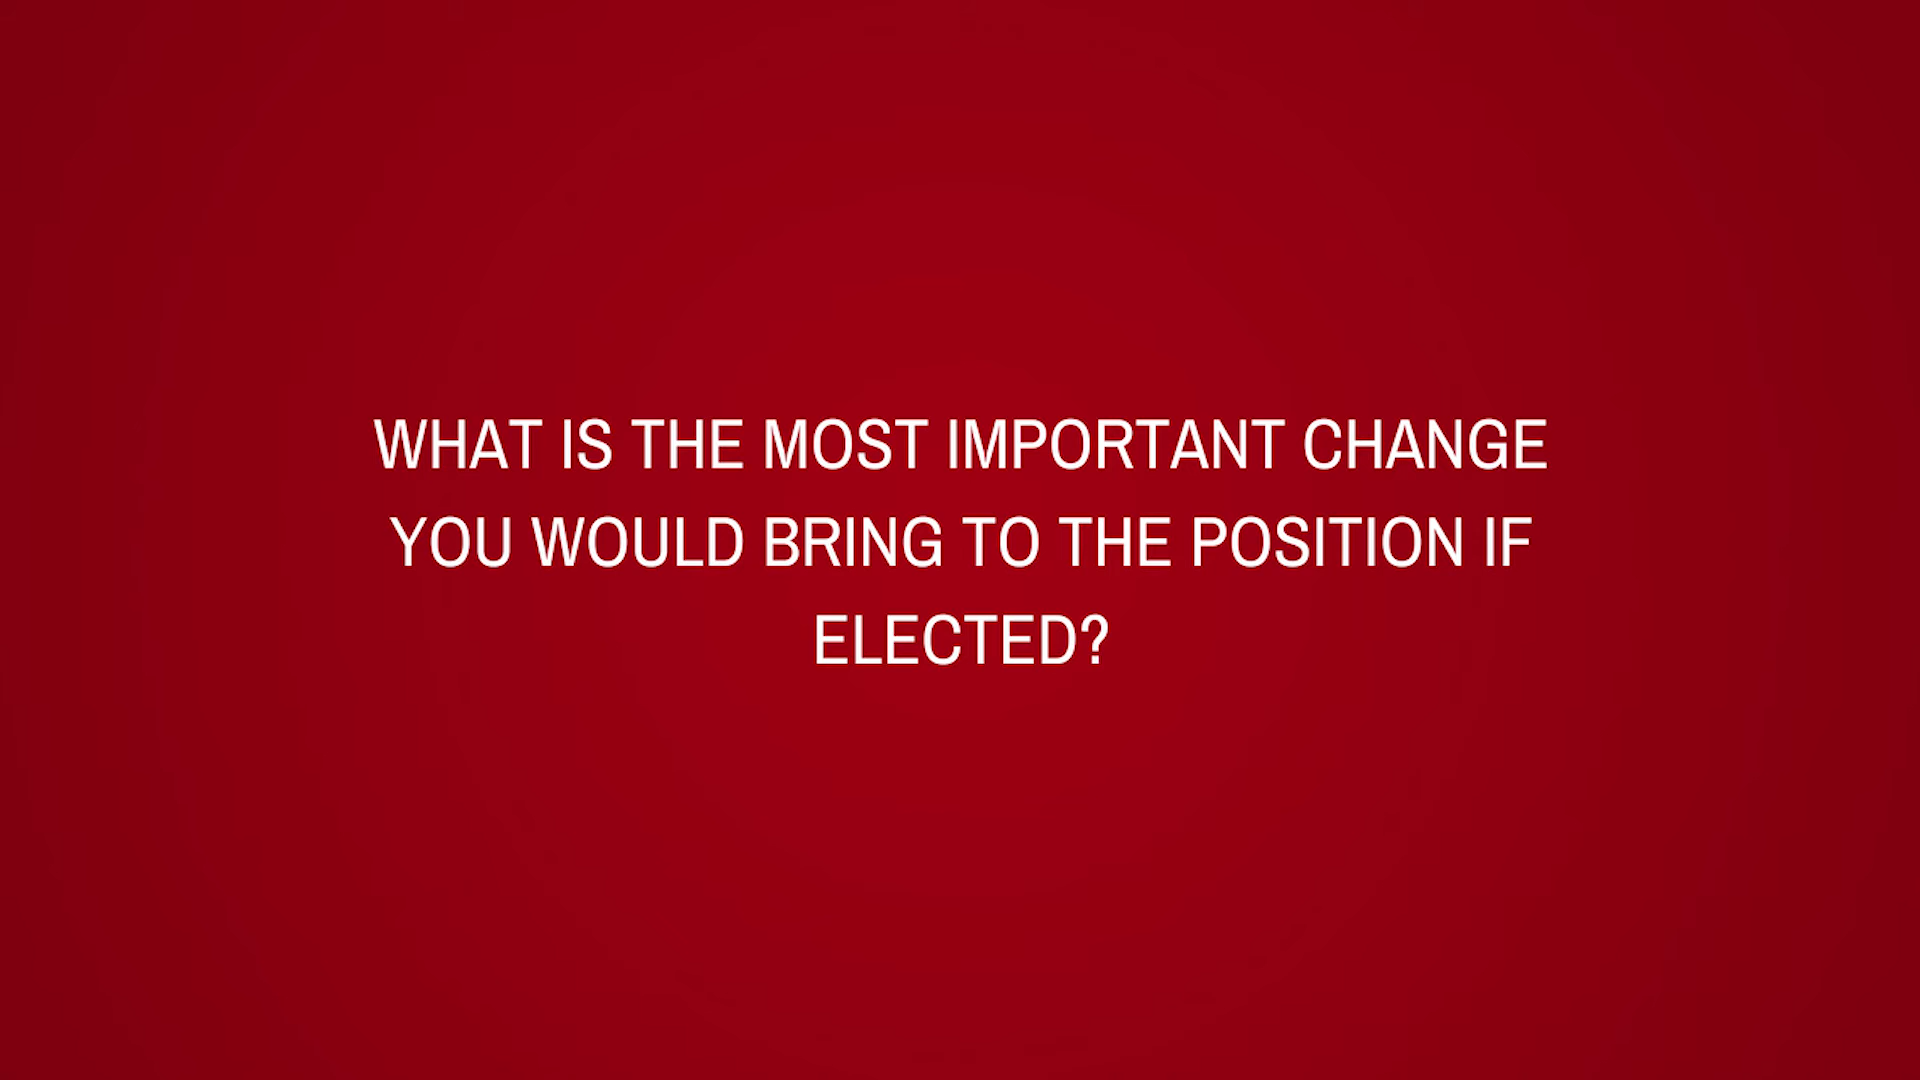 WHAT IS THE MOST IMPORTANT CHANGE
YOU WOULD BRING TO THE POSITION IF
ELECTED?